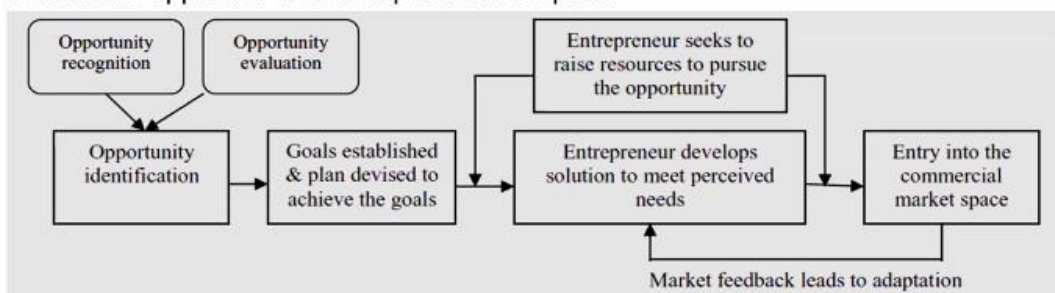 Opportunity
recognition
Opportunity
evaluation
Entrepreneur seeks to
raise resources to pursue
the opportunity
Opportunity
identification
Goals established
& plan devised to
achieve the goals
Entrepreneur develops
solution to meet perceived
needs
Entry into the
commercial
market space
Market feedback leads to adaptation